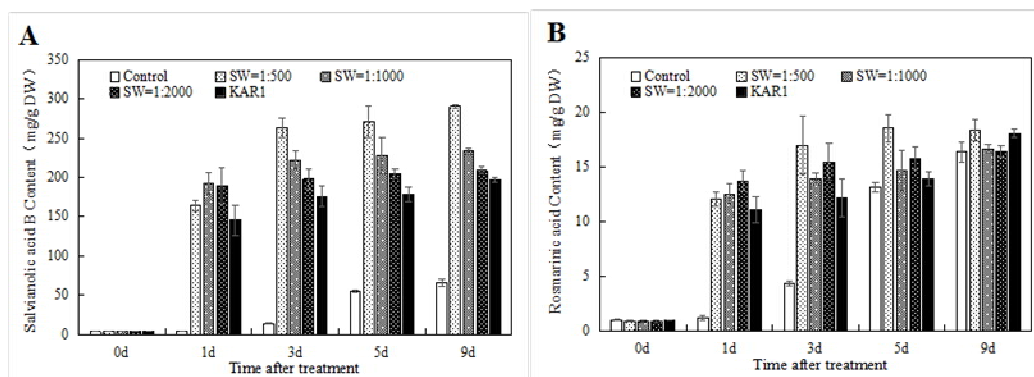 A
Salvianolic acid B Content（mg/g DW）
350
300
250
200
150
100
50
0
Control
SW=1:500
SW=1:1000
SW=1:2000
KAR1
0d
1d
3d
5d
9d
Time after treatment
B
Rosmarinic acid Content（mg/g DW）
25
20
15
10
5
0
Control
SW=1:500
SW=1:1000
SW=1:2000
KAR1
0d
1d
3d
5d
9d
Time after treatment